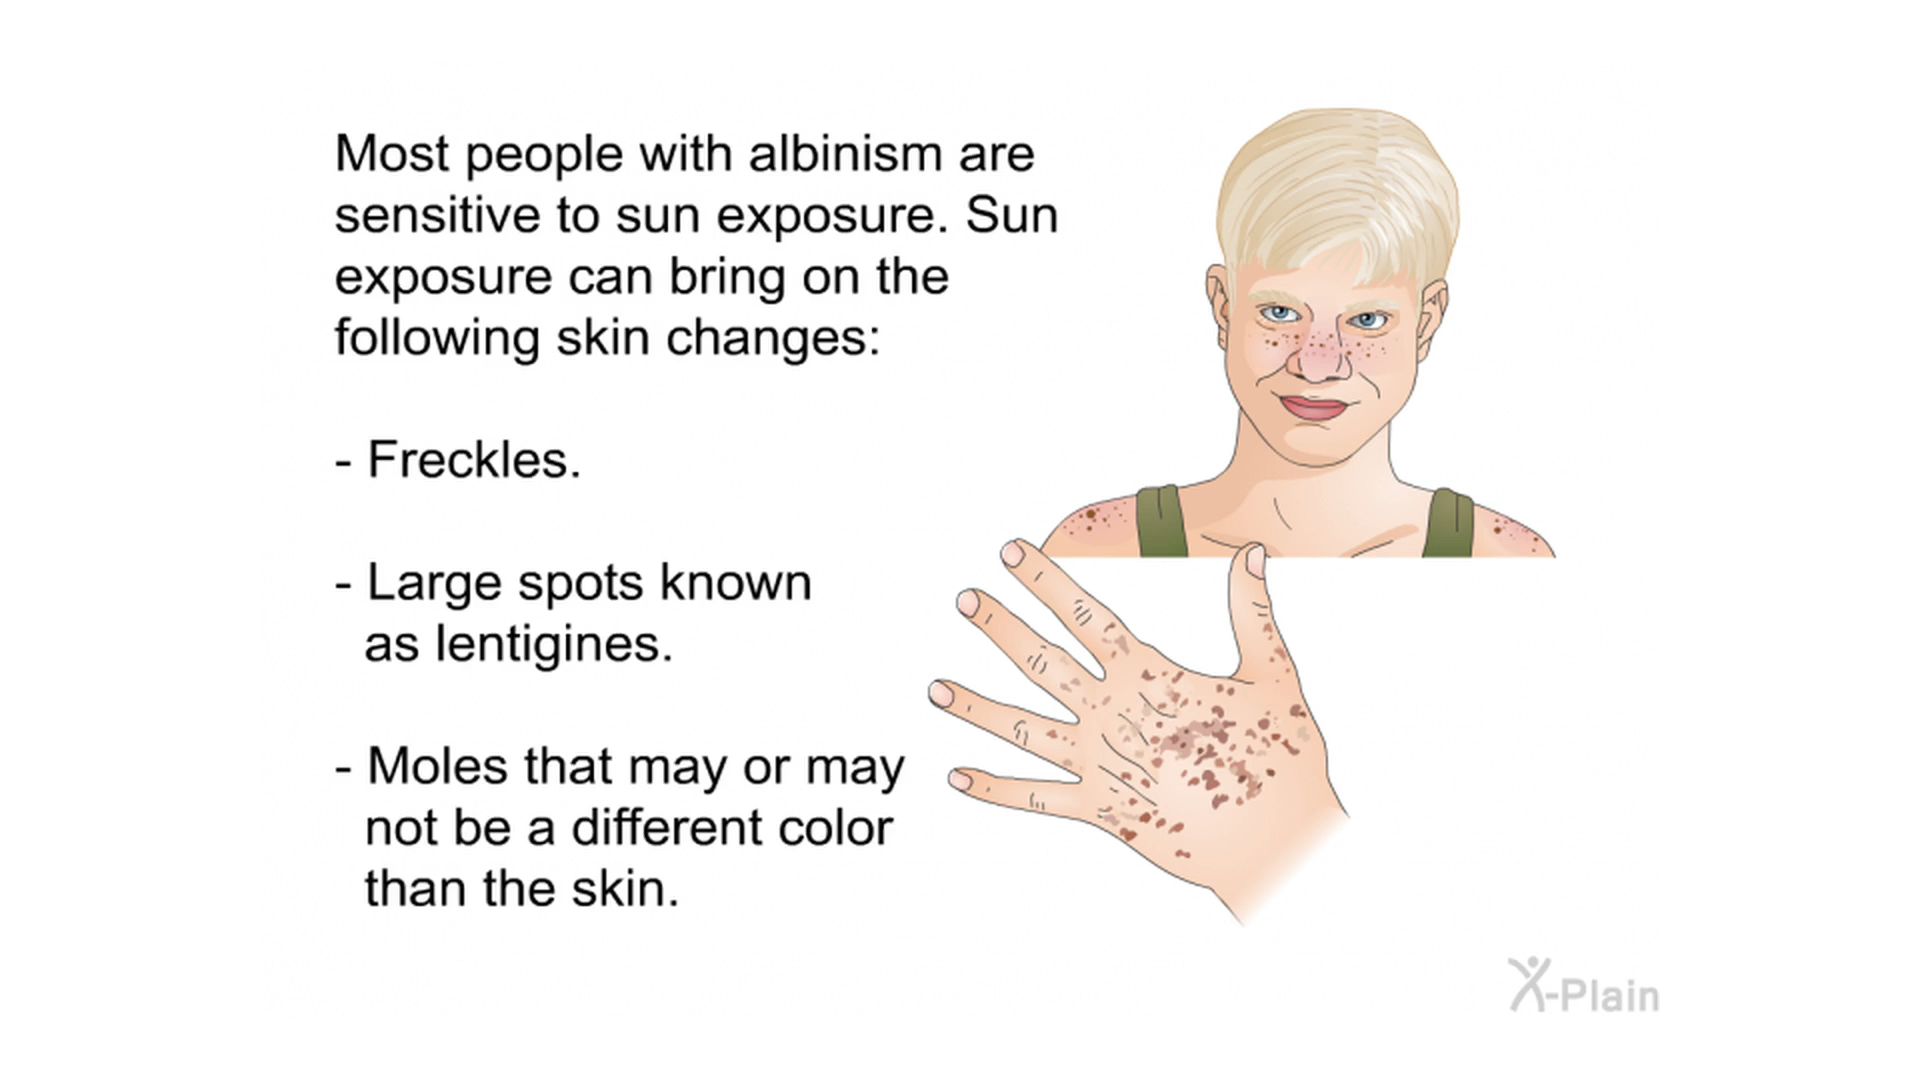 Most people with albinism are
sensitive to sun exposure. Sun
exposure can bring on the
following skin changes:
- Freckles.
- Large spots known
as lentigines.
- Moles that may or may
not be a different color
than the skin.
X-Plain